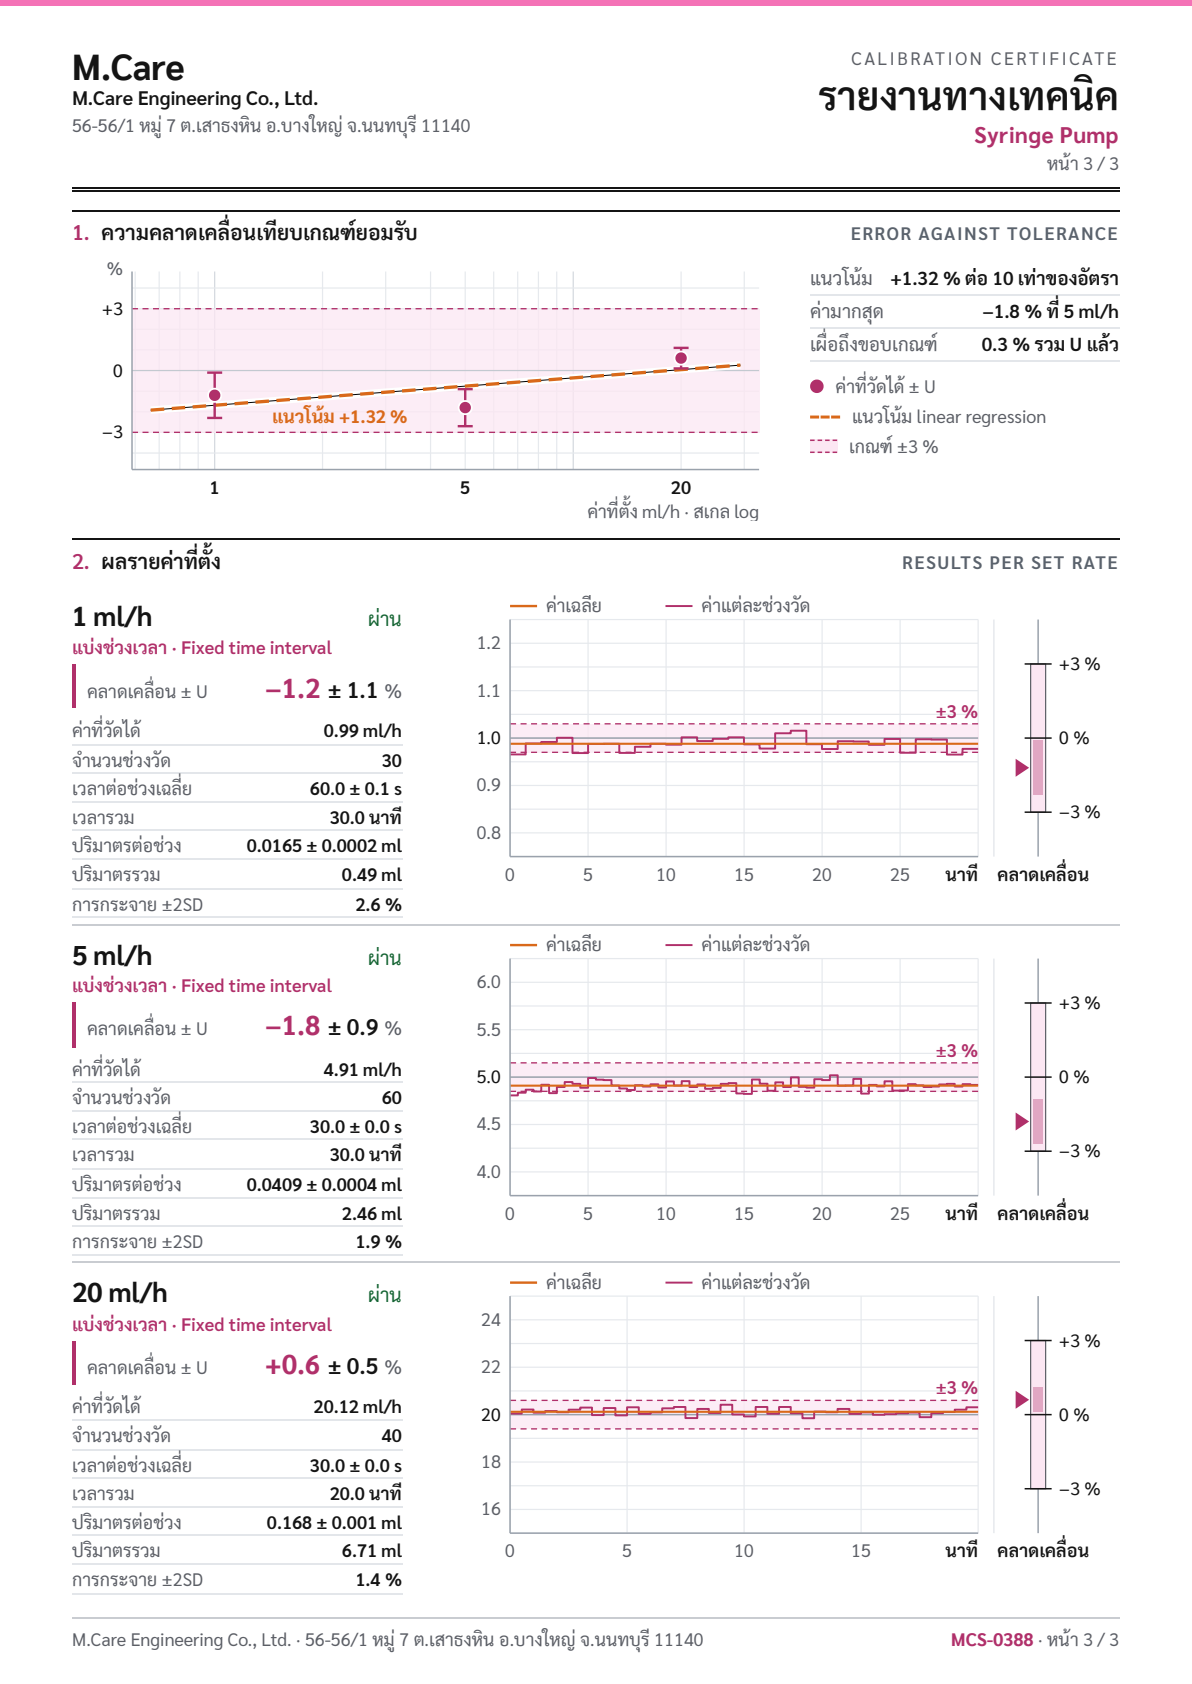 M.Care
M.Care Engineering Co., Ltd.
56-56/1 หมู่ 7 ต.เสาธงหิน อ.บางใหญ่ จ.นนทบุรี 11140
CALIBRATION CERTIFICATE
รายงานทางเทคนิค
Syringe Pump
หน้า 3 / 3
1. ความคลาดเคลื่อนเทียบเกณฑ์ยอมรับ
ERROR AGAINST TOLERANCE
%
+3
0
−3
แนวโน้ม +1.32 %
1 5 20
ค่าที่ตั้ง ml/h · สเกล log
แนวโน้ม +1.32 % ต่อ 10 เท่าของอัตรา
ค่ามากสุด −1.8 % ที่ 5 ml/h
เผื่อถึงขอบเกณฑ์ 0.3 % รวม U แล้ว
ค่าที่วัดได้ ± U
แนวโน้ม linear regression
เกณฑ์ ±3 %
2. ผลรายค่าที่ตั้ง
RESULTS PER SET RATE
1 ml/h ผ่าน
แบ่งช่วงเวลา · Fixed time interval
คลาดเคลื่อน ± U −1.2 ± 1.1 %
ค่าที่วัดได้ 0.99 ml/h
จำนวนช่วงวัด 30
เวลาต่อช่วงเฉลี่ย 60.0 ± 0.1 s
เวลารวม 30.0 นาที
ปริมาตรต่อช่วง 0.0165 ± 0.0002 ml
ปริมาตรรวม 0.49 ml
การกระจาย ±2SD 2.6 %
ค่าเฉลี่ย ค่าแต่ละช่วงวัด
1.2
1.1
1.0
0.9
0.8
±3 %
0 5 10 15 20 25 นาที
+3 %
0 %
−3 %
คลาดเคลื่อน
5 ml/h ผ่าน
แบ่งช่วงเวลา · Fixed time interval
คลาดเคลื่อน ± U −1.8 ± 0.9 %
ค่าที่วัดได้ 4.91 ml/h
จำนวนช่วงวัด 60
เวลาต่อช่วงเฉลี่ย 30.0 ± 0.0 s
เวลารวม 30.0 นาที
ปริมาตรต่อช่วง 0.0409 ± 0.0004 ml
ปริมาตรรวม 2.46 ml
การกระจาย ±2SD 1.9 %
ค่าเฉลี่ย ค่าแต่ละช่วงวัด
6.0
5.5
5.0
4.5
4.0
±3 %
0 5 10 15 20 25 นาที
+3 %
0 %
−3 %
คลาดเคลื่อน
20 ml/h ผ่าน
แบ่งช่วงเวลา · Fixed time interval
คลาดเคลื่อน ± U +0.6 ± 0.5 %
ค่าที่วัดได้ 20.12 ml/h
จำนวนช่วงวัด 40
เวลาต่อช่วงเฉลี่ย 30.0 ± 0.0 s
เวลารวม 20.0 นาที
ปริมาตรต่อช่วง 0.168 ± 0.001 ml
ปริมาตรรวม 6.71 ml
การกระจาย ±2SD 1.4 %
ค่าเฉลี่ย ค่าแต่ละช่วงวัด
24
22
20
18
16
±3 %
0 5 10 15 นาที
+3 %
0 %
−3 %
คลาดเคลื่อน
M.Care Engineering Co., Ltd. · 56-56/1 หมู่ 7 ต.เสาธงหิน อ.บางใหญ่ จ.นนทบุรี 11140
MCS-0388 · หน้า 3 / 3